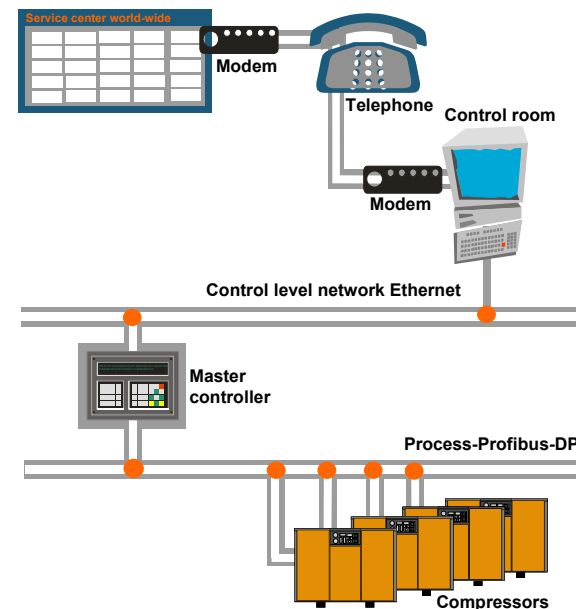 Service center world-wide
Modem
Telephone
Control room
Modem
Control level network Ethernet
Master
controller
Process-Profibus-DP
Compressors